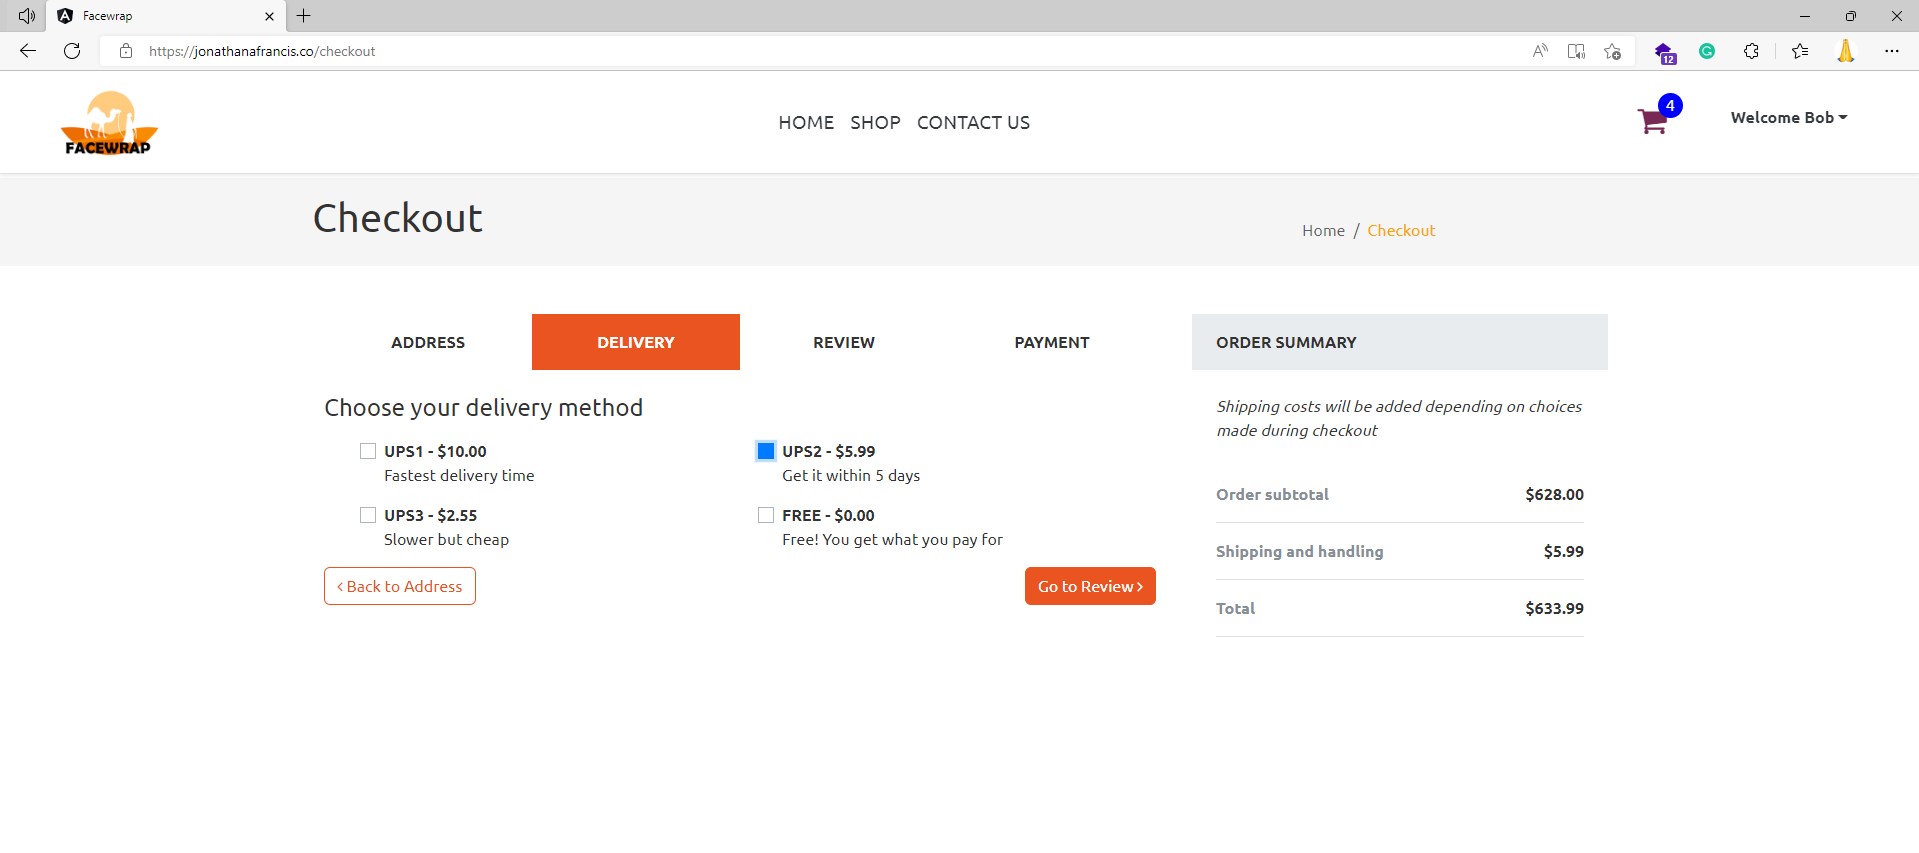 Facewrap
https://jonathanafrancis.co/checkout
12
FACEWRAP
HOME SHOP CONTACT US
4
Welcome Bob
Checkout
Home / Checkout
ADDRESS DELIVERY REVIEW PAYMENT
Choose your delivery method
UPS1 - $10.00
Fastest delivery time
UPS2 - $5.99
Get it within 5 days
UPS3 - $2.55
Slower but cheap
FREE - $0.00
Free! You get what you pay for
‹ Back to Address
Go to Review ›
ORDER SUMMARY
Shipping costs will be added depending on choices
made during checkout
Order subtotal $628.00
Shipping and handling $5.99
Total $633.99